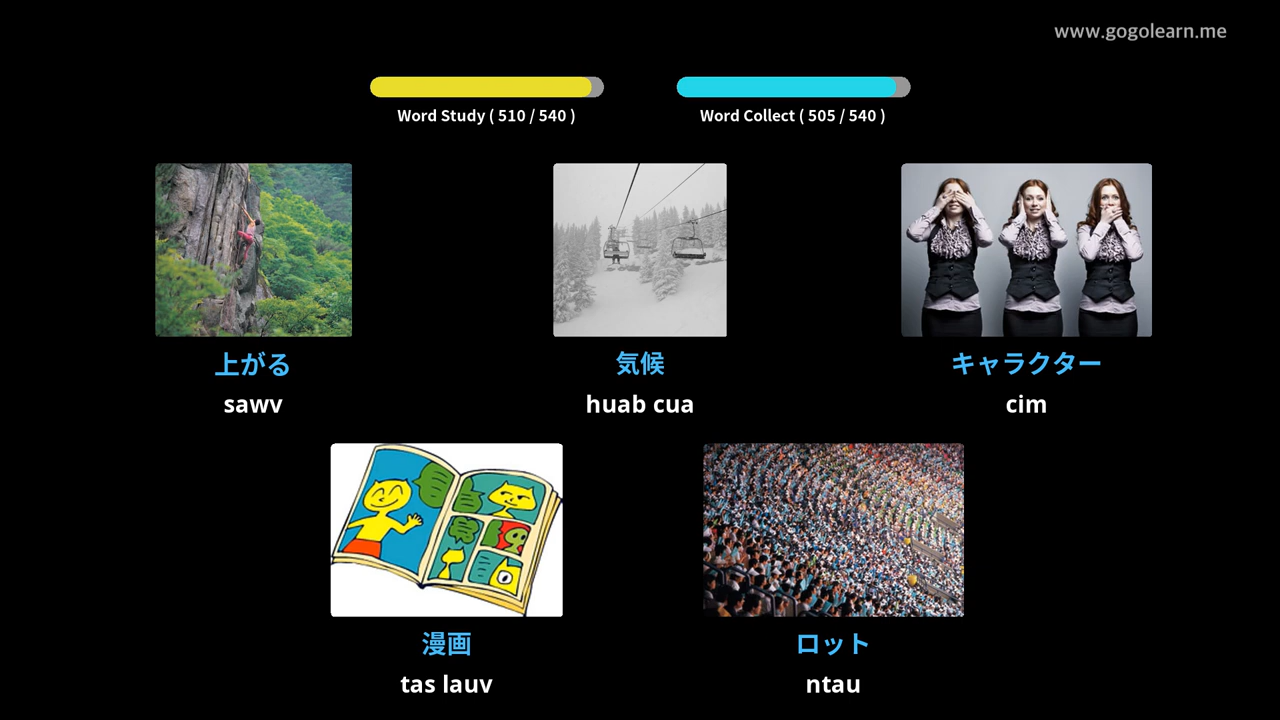 www.gogolearn.me
Word Study ( 510 / 540 )
Word Collect ( 505 / 540 )
上がる
sawv
気候
huab cua
キャラクター
cim
漫画
tas lauv
ロット
ntau